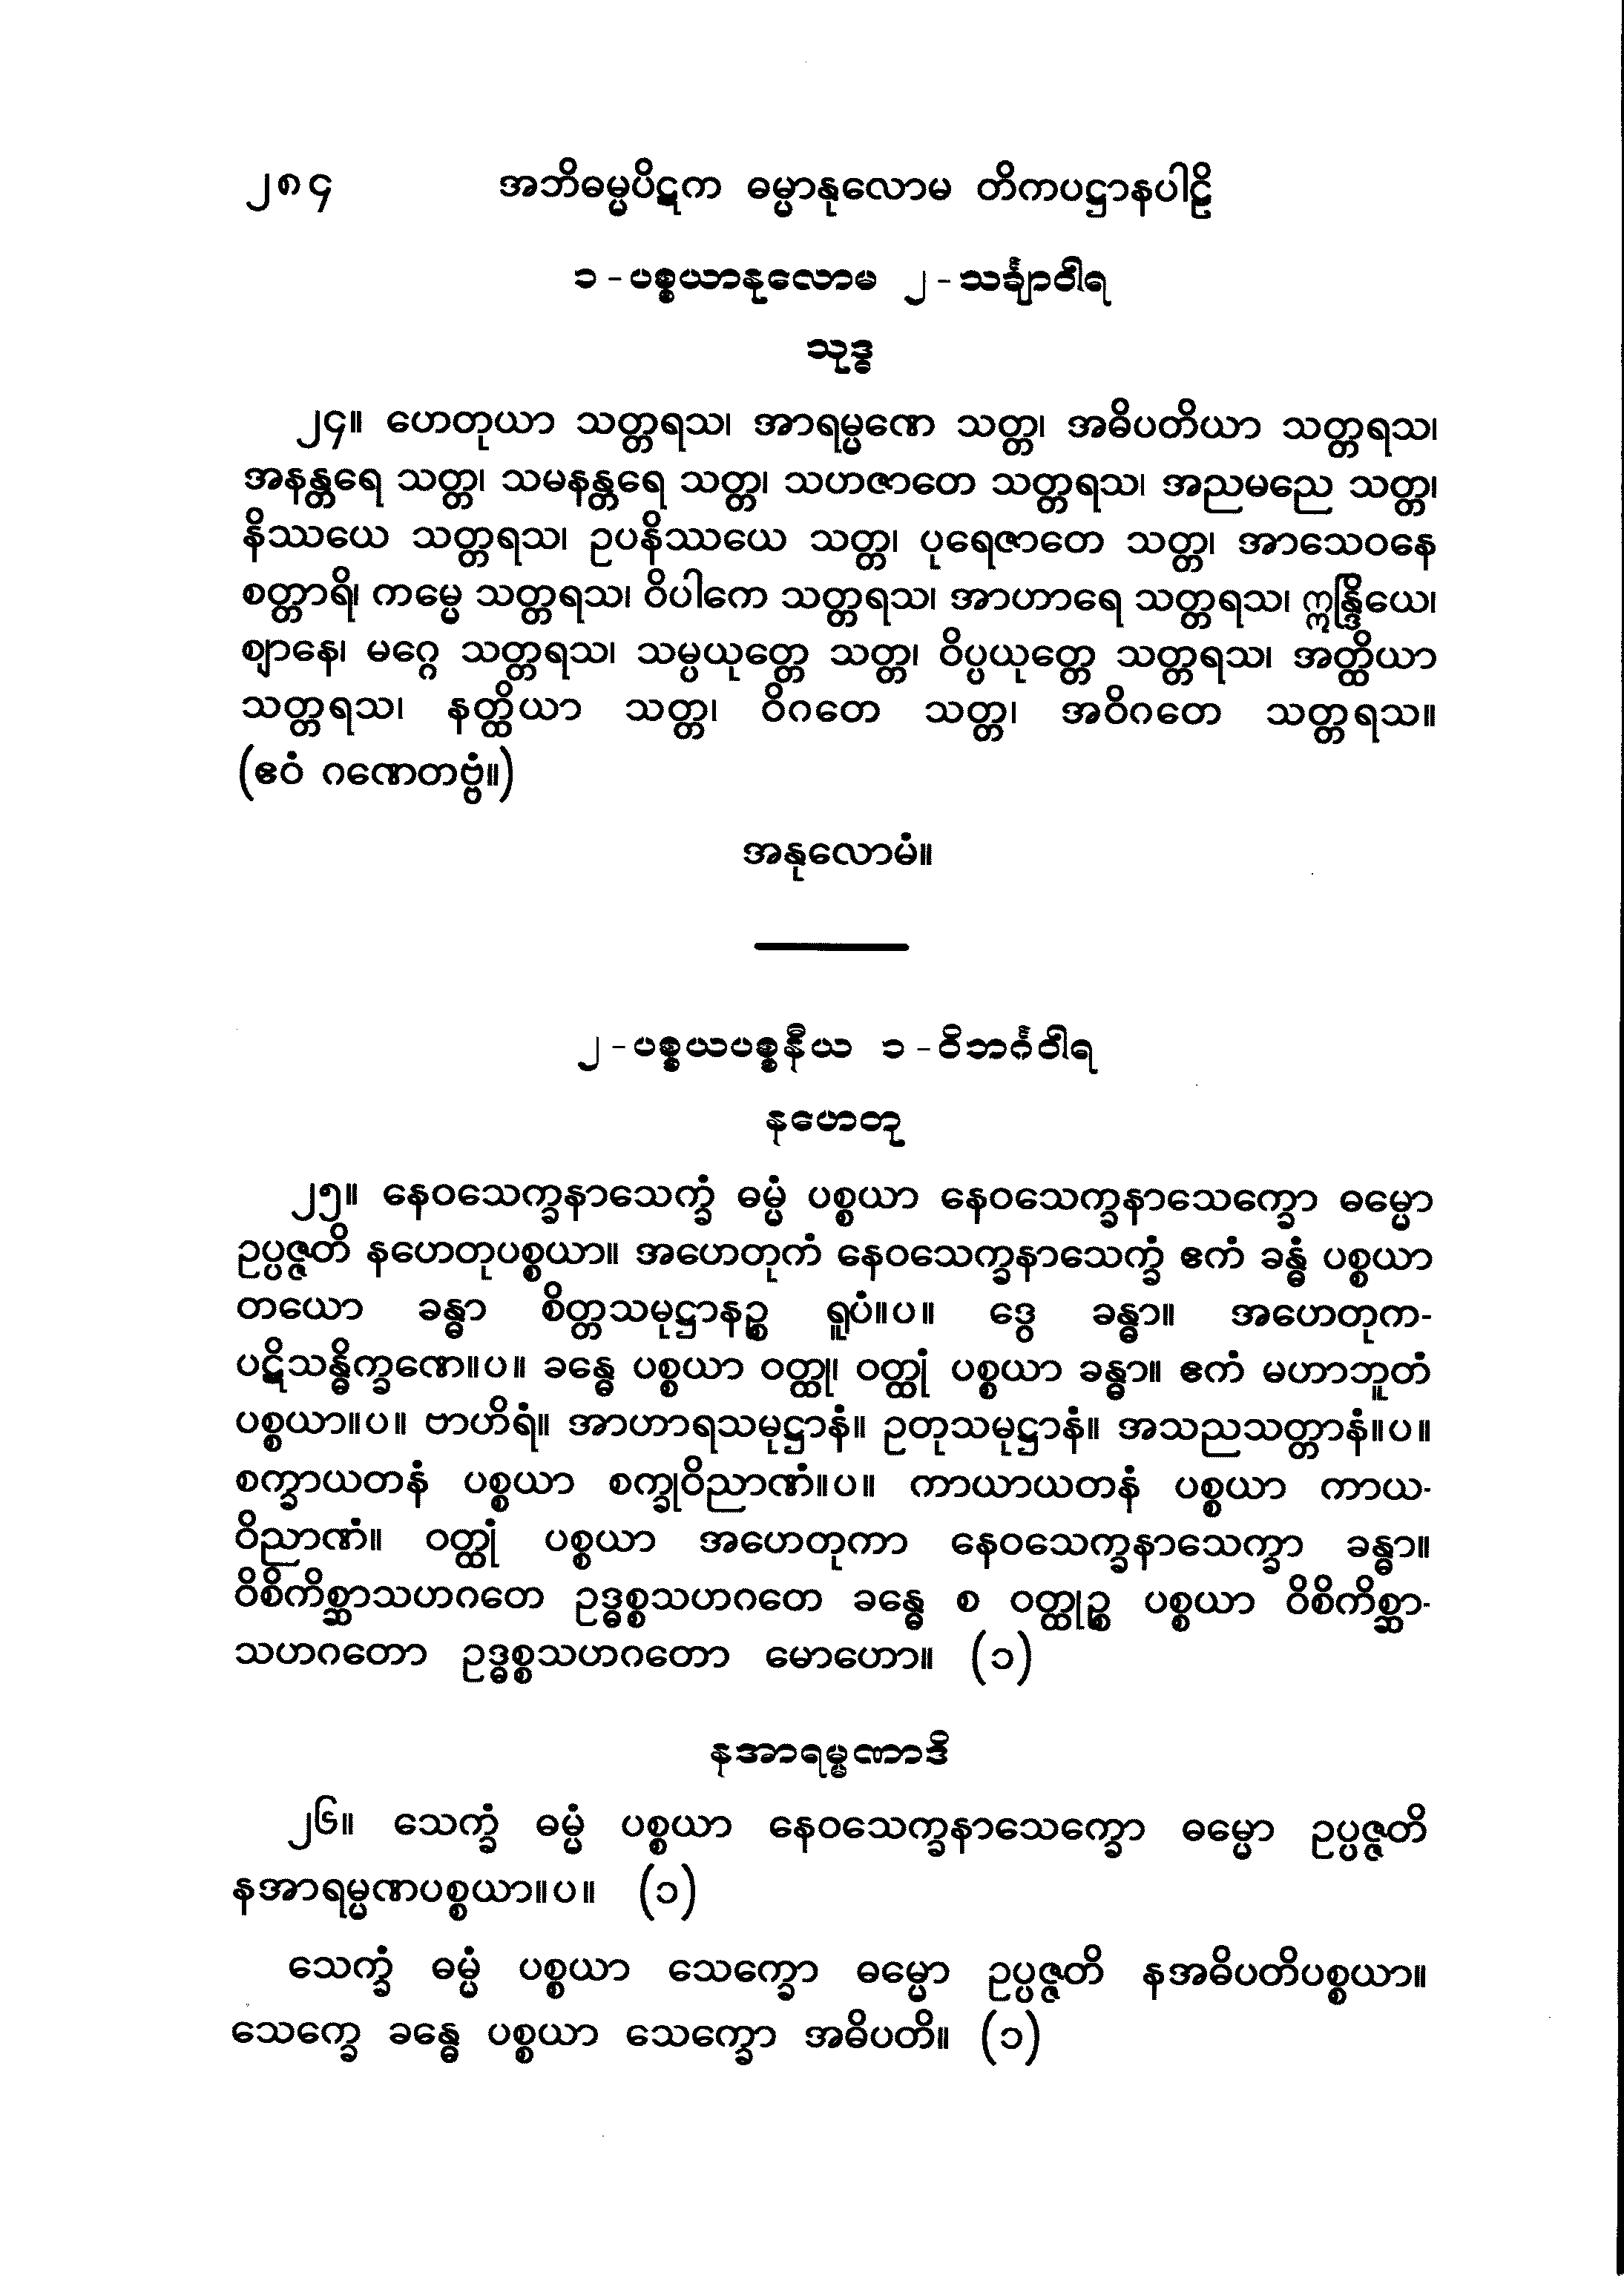 ၂၈၄ အဘိဓမ္မပိဋက ဓမ္မာနုလောမ တိကပဋ္ဌာနပါဠိ
၁-ပစ္စယာနုလောမ ၂-သင်္ချာဝါရ
သုဒ္ဓ
၂၄။ ဟေတုယာ သတ္တရသ၊ အာရမ္မဏေ သတ္တ၊ အဓိပတိယာ သတ္တရသ၊
အနန္တရေ သတ္တ၊ သမနန္တရေ သတ္တ၊ သဟဇာတေ သတ္တရသ၊ အညမညေ သတ္တ၊
နိဿယေ သတ္တရသ၊ ဥပနိဿယေ သတ္တ၊ ပုရေဇာတေ သတ္တ၊ အာသေဝနေ
စတ္တာရိ၊ ကမ္မေ သတ္တရသ၊ ဝိပါကေ သတ္တရသ၊ အာဟာရေ သတ္တရသ၊ ဣန္ဒြိယေ၊
ဈာနေ၊ မဂ္ဂေ သတ္တရသ၊ သမ္ပယုတ္တေ သတ္တ၊ ဝိပ္ပယုတ္တေ သတ္တရသ၊ အတ္ထိယာ
သတ္တရသ၊ နတ္ထိယာ သတ္တ၊ ဝိဂတေ သတ္တ၊ အဝိဂတေ သတ္တရသ။
(ဧဝံ ဂဏေတဗ္ဗံ။)
အနုလောမံ။
၂-ပစ္စယပစ္စနီယ ၁-ဝိဘင်္ဂဝါရ
နဟေတု
၂၅။ နေဝသေက္ခနာသေက္ခံ ဓမ္မံ ပစ္စယာ နေဝသေက္ခနာသေက္ခော ဓမ္မော
ဥပ္ပဇ္ဇတိ နဟေတုပစ္စယာ။ အဟေတုကံ နေဝသေက္ခနာသေက္ခံ ဧကံ ခန္ဓံ ပစ္စယာ
တယော ခန္ဓာ စိတ္တသမုဋ္ဌာနဉ္စ ရူပံ။ပ။ ဒွေ ခန္ဓာ။ အဟေတုက-
ပဋိသန္ဓိက္ခဏေ။ပ။ ခန္ဓေ ပစ္စယာ ဝတ္ထု၊ ဝတ္ထုံ ပစ္စယာ ခန္ဓာ။ ဧကံ မဟာဘူတံ
ပစ္စယာ။ပ။ ဗာဟိရံ။ အာဟာရသမုဋ္ဌာနံ။ ဥတုသမုဋ္ဌာနံ။ အသညသတ္တာနံ။ပ။
စက္ခာယတနံ ပစ္စယာ စက္ခုဝိညာဏံ။ပ။ ကာယာယတနံ ပစ္စယာ ကာယ-
ဝိညာဏံ။ ဝတ္ထုံ ပစ္စယာ အဟေတုကာ နေဝသေက္ခနာသေက္ခာ ခန္ဓာ။
ဝိစိကိစ္ဆာသဟဂတေ ဥဒ္ဓစ္စသဟဂတေ ခန္ဓေ စ ဝတ္ထုဉ္စ ပစ္စယာ ဝိစိကိစ္ဆာ-
သဟဂတော ဥဒ္ဓစ္စသဟဂတော မောဟော။ (၁)
နအာရမ္မဏာဒိ
၂၆။ သေက္ခံ ဓမ္မံ ပစ္စယာ နေဝသေက္ခနာသေက္ခော ဓမ္မော ဥပ္ပဇ္ဇတိ
နအာရမ္မဏပစ္စယာ။ပ။ (၁)
သေက္ခံ ဓမ္မံ ပစ္စယာ သေက္ခော ဓမ္မော ဥပ္ပဇ္ဇတိ နအဓိပတိပစ္စယာ။
သေက္ခေ ခန္ဓေ ပစ္စယာ သေက္ခော အဓိပတိ။ (၁)